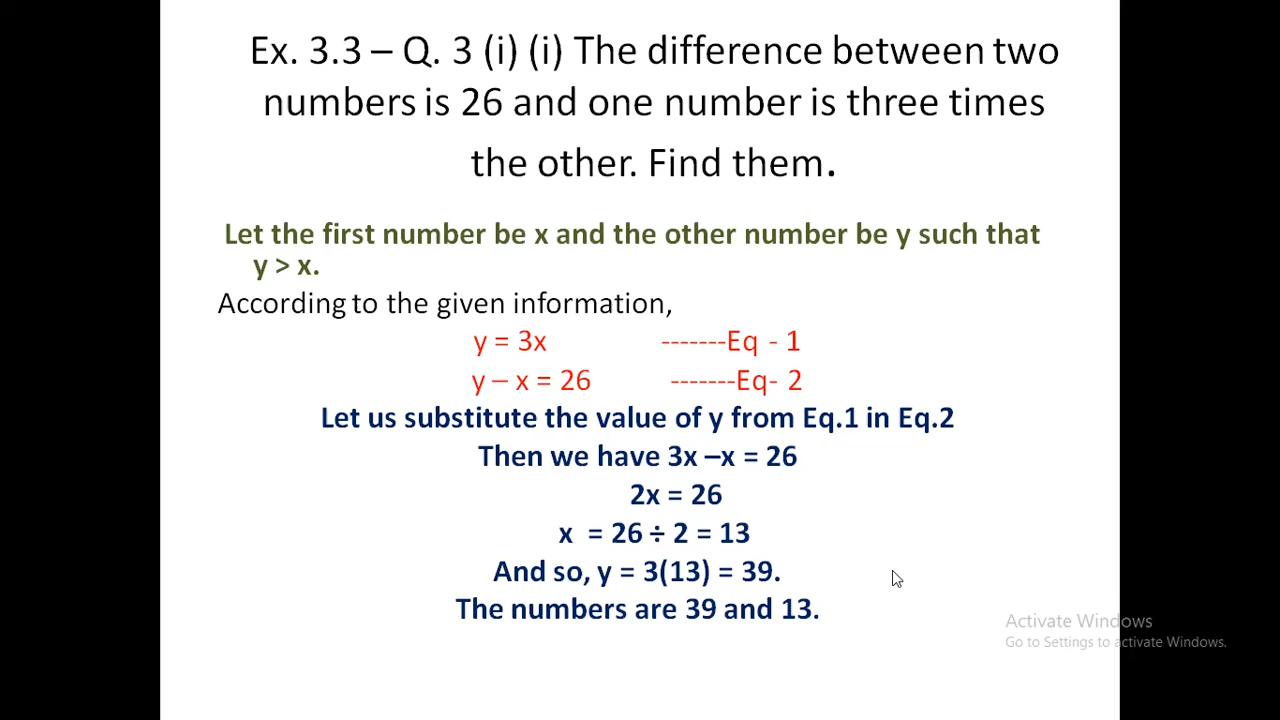 Ex. 3.3 – Q. 3 (i) (i) The difference between two
numbers is 26 and one number is three times
the other. Find them.
Let the first number be x and the other number be y such that
y > x.
According to the given information,
y = 3x -------Eq - 1
y – x = 26 -------Eq- 2
Let us substitute the value of y from Eq.1 in Eq.2
Then we have 3x –x = 26
2x = 26
x = 26 ÷ 2 = 13
And so, y = 3(13) = 39.
The numbers are 39 and 13.
Activate Windows
Go to Settings to activate Windows.